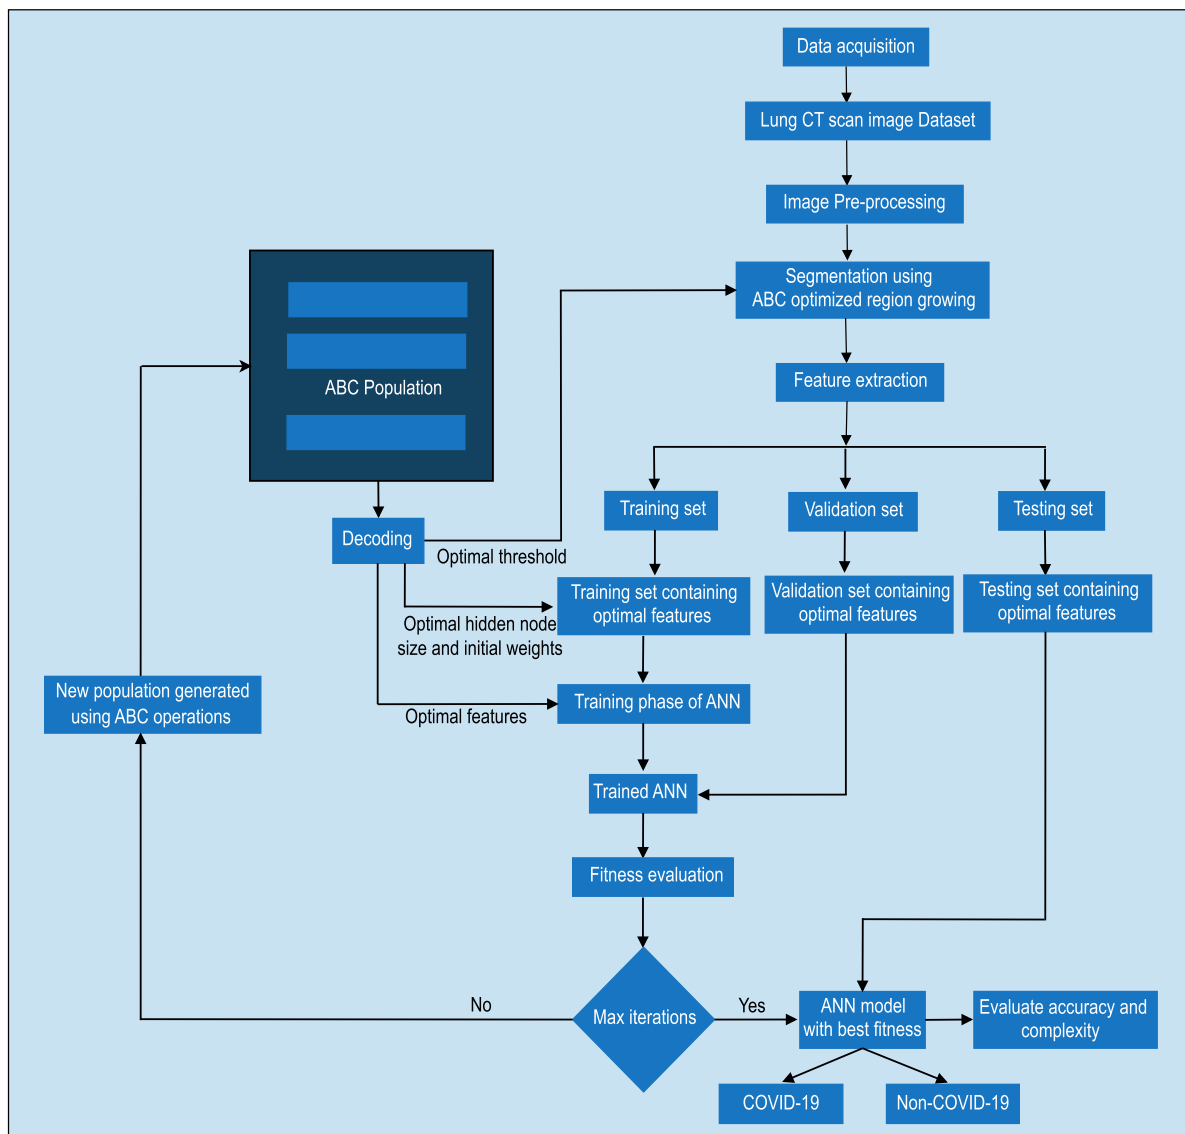 Data acquisition
Lung CT scan image Dataset
Image Pre-processing
Segmentation using
ABC optimized region growing
Feature extraction
ABC Population
Training set
Validation set
Testing set
Decoding
Optimal threshold
Training set containing
optimal features
Validation set containing
optimal features
Testing set containing
optimal features
Optimal hidden node
size and initial weights
New population generated
using ABC operations
Training phase of ANN
Optimal features
Trained ANN
Fitness evaluation
No
Max iterations
Yes
ANN model
with best fitness
Evaluate accuracy and
complexity
COVID-19
Non-COVID-19